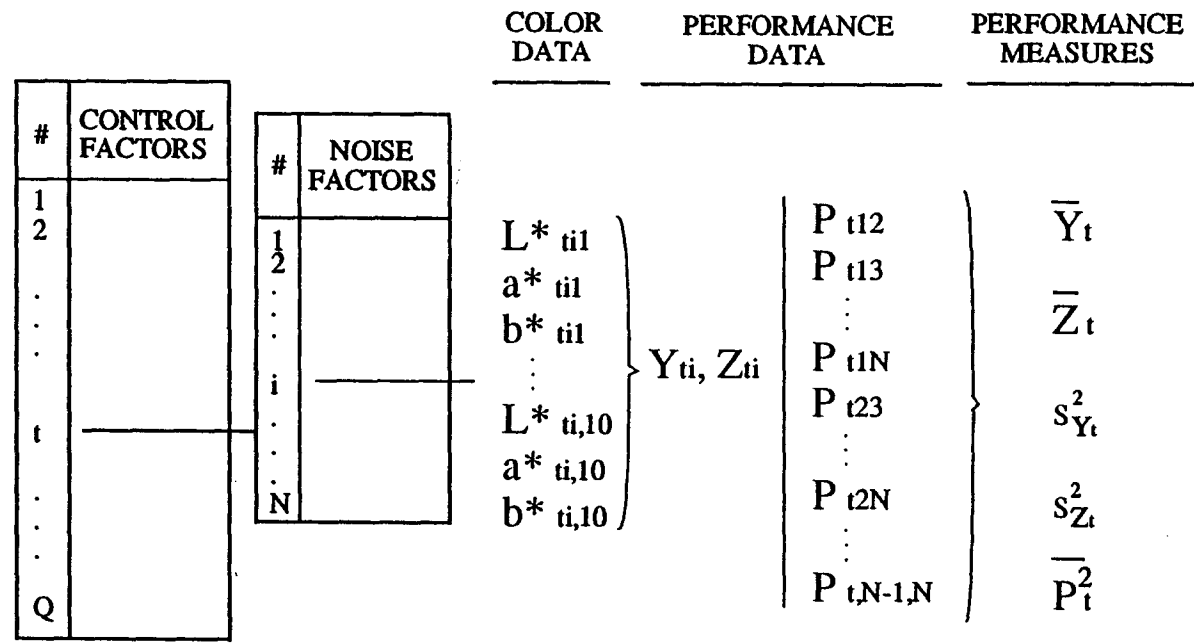 COLOR DATA
PERFORMANCE DATA
PERFORMANCE MEASURES
# CONTROL FACTORS
1
2
.
.
.
t
.
.
.
Q
# NOISE FACTORS
1
2
.
.
.
i
.
.
.
N
L* ti1
a* ti1
b* ti1
⋮
L* ti,10
a* ti,10
b* ti,10
Yti, Zti
P t12
P t13
⋮
P t1N
P t23
⋮
P t2N
⋮
P t,N-1,N
Y̅t
Z̅t
s²Yt
s²Zt
P̅²t